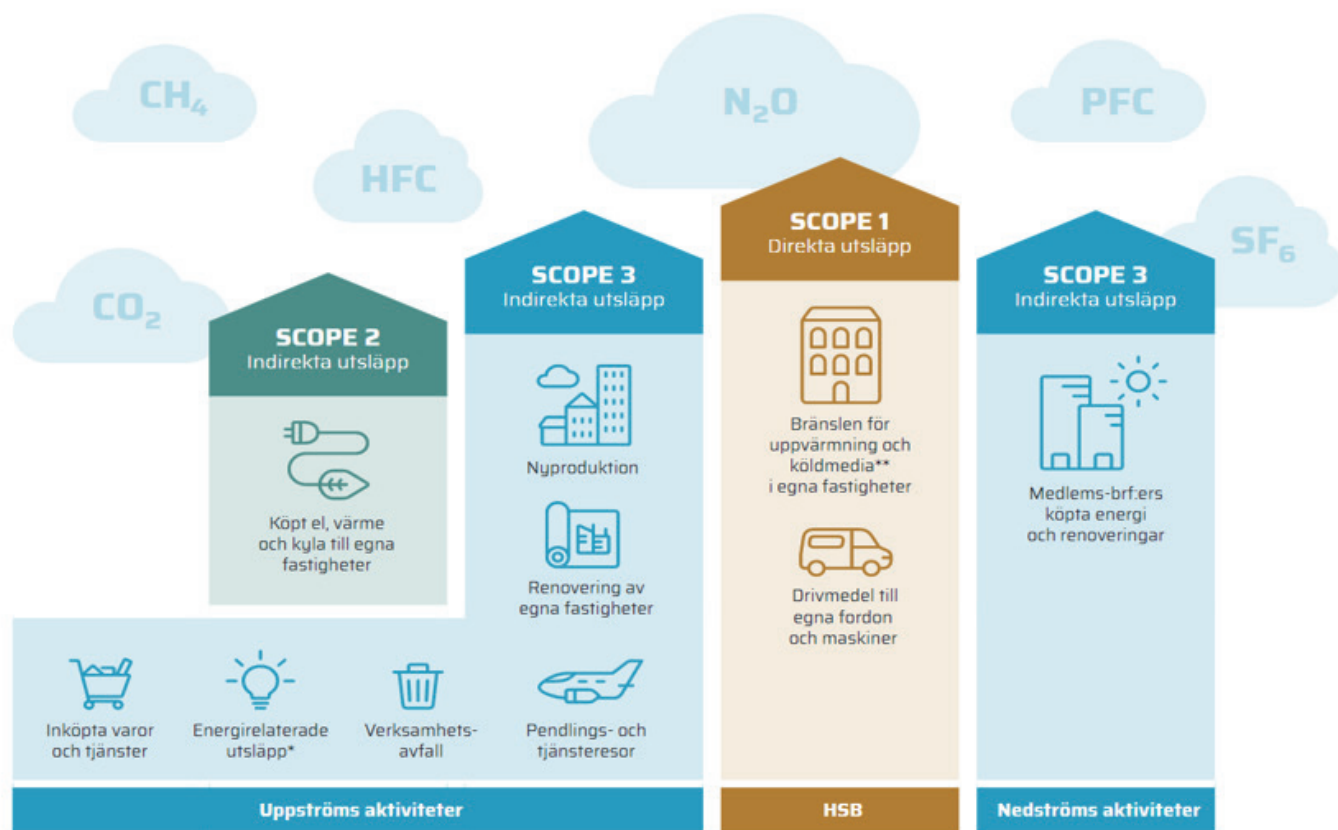 CH₄
HFC
N₂O
PFC
CO₂
SF₆
SCOPE 2
Indirekta utsläpp
Köpt el, värme
och kyla till egna
fastigheter
SCOPE 3
Indirekta utsläpp
Nyproduktion
Renovering av
egna fastigheter
Inköpta varor
och tjänster
Energirelaterade
utsläpp*
Verksamhets-
avfall
Pendlings- och
tjänsteresor
Uppströms aktiviteter
SCOPE 1
Direkta utsläpp
Bränslen för
uppvärmning och
köldmedia**
i egna fastigheter
Drivmedel till
egna fordon
och maskiner
HSB
SCOPE 3
Indirekta utsläpp
Medlems-brf:ers
köpta energi
och renoveringar
Nedströms aktiviteter